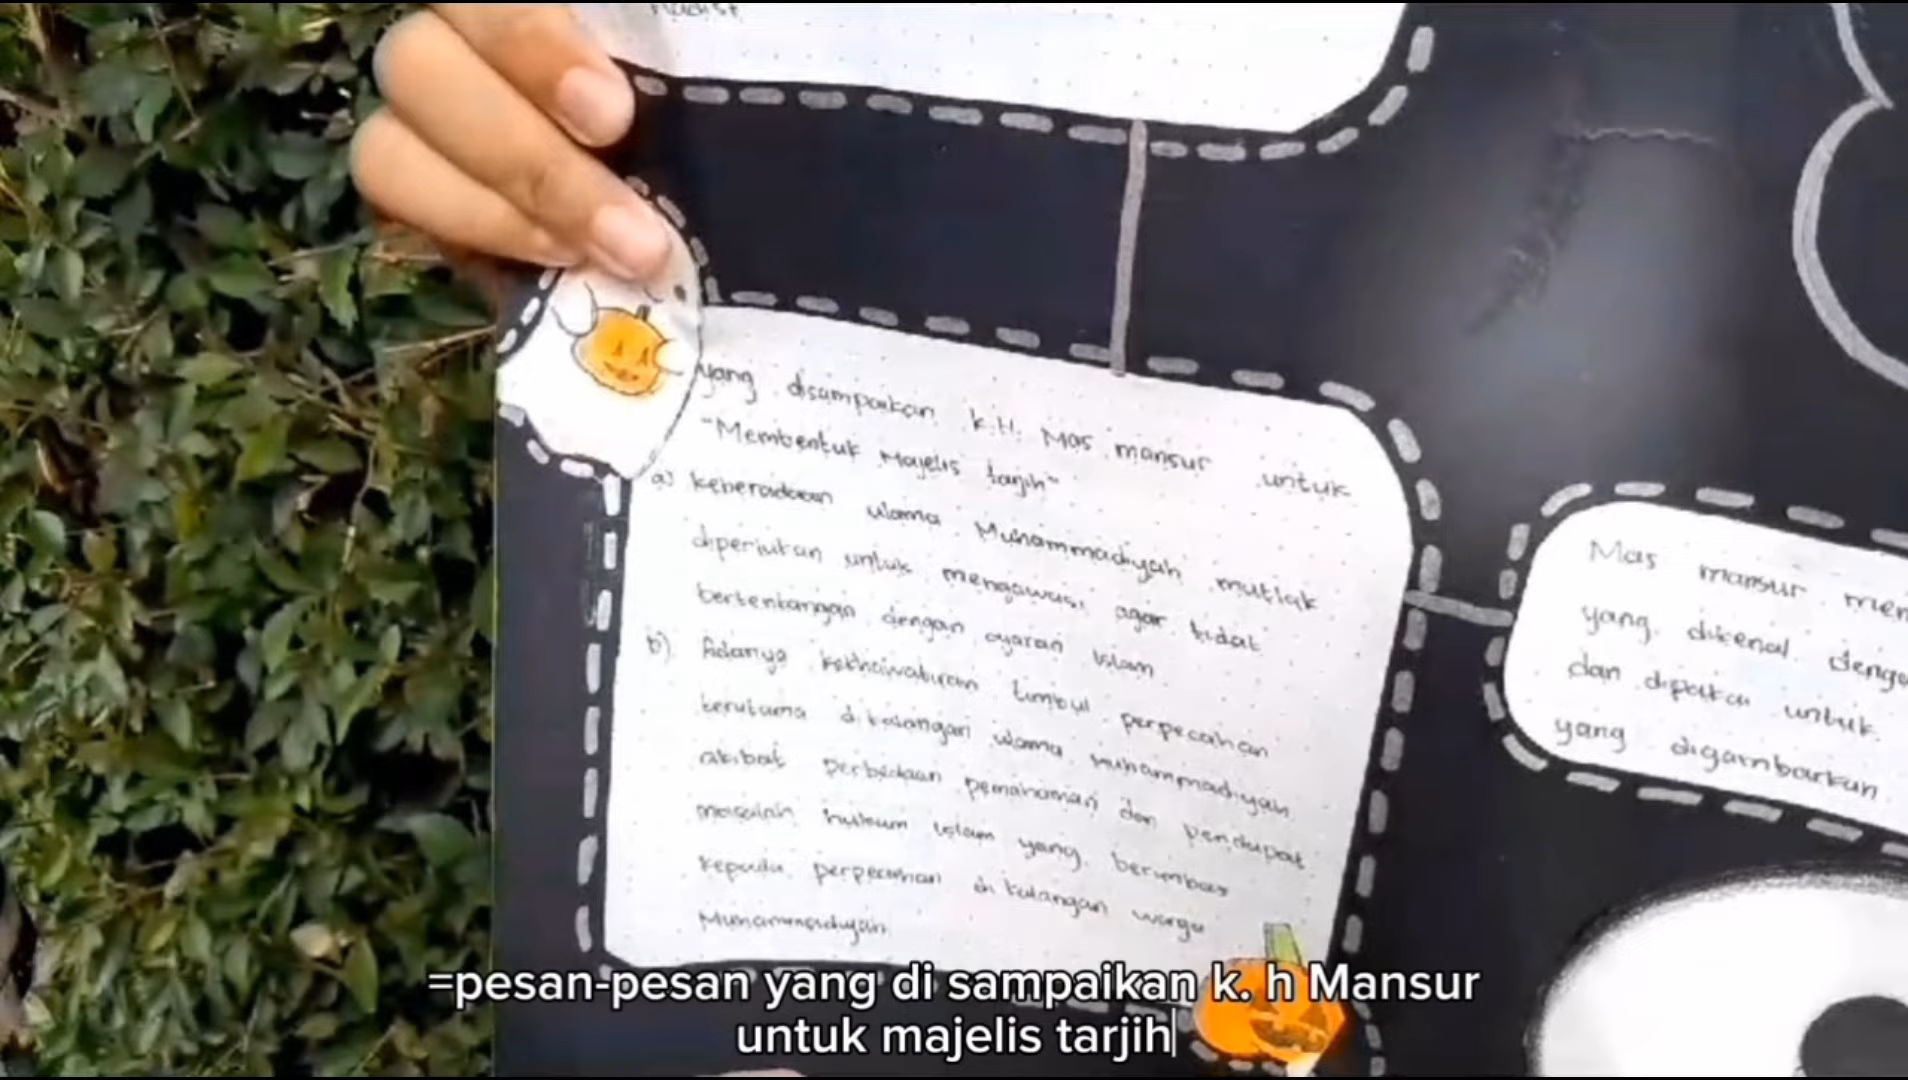 yang disampaikan k.H. Mas mansur untuk
"Membentuk Majelis tarjih"
a) keberadaan ulama Muhammadiyah mutlak
diperlukan untuk mengawasi agar tidak
bertentangan dengan ajaran Islam
b) Adanya kekhawatiran timbul perpecahan
terutama dikalangan ulama muhammadiyah
akibat perbedaan pemahaman dan pendapat
masalah hukum islam yang berimbas
kepada perpecahan di kalangan warga
Muhammadiyah
Mas mansur men
yang dikenal denga
dan dipakai untuk
yang digambarkan
=pesan-pesan yang di sampaikan k. h Mansur
untuk majelis tarjih